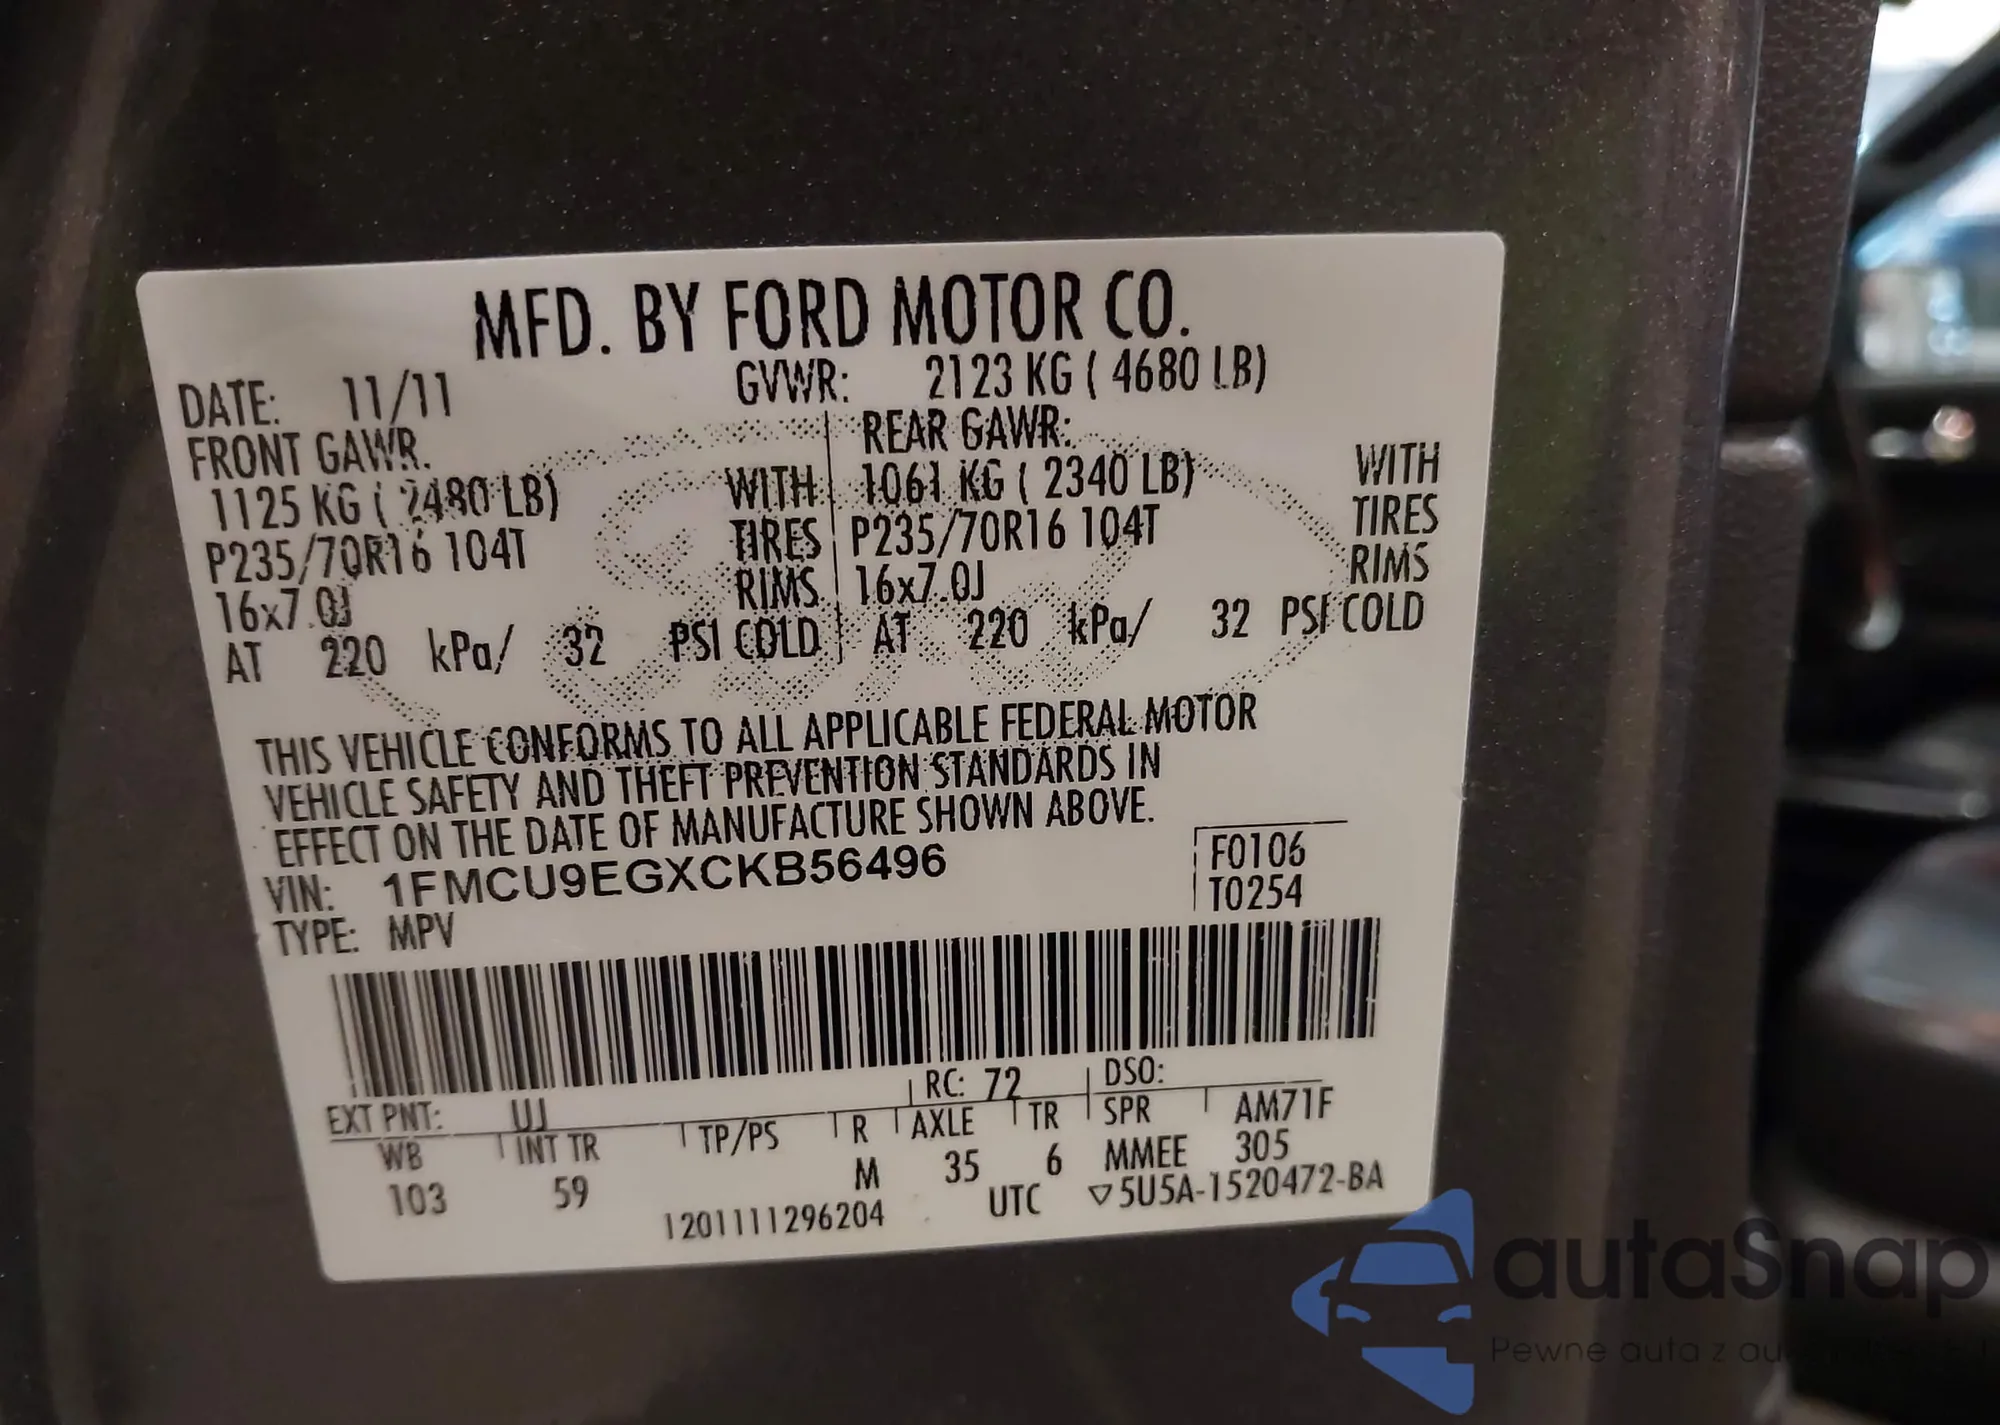 MFD. BY FORD MOTOR CO.
DATE: 11/11 GVWR: 2123 KG ( 4680 LB)
FRONT GAWR: REAR GAWR:
1125 KG ( 2480 LB) WITH 1061 KG ( 2340 LB) WITH
P235/70R16 104T TIRES P235/70R16 104T TIRES
16x7.0J RIMS 16x7.0J RIMS
AT 220 kPa/ 32 PSI COLD AT 220 kPa/ 32 PSI COLD
THIS VEHICLE CONFORMS TO ALL APPLICABLE FEDERAL MOTOR
VEHICLE SAFETY AND THEFT PREVENTION STANDARDS IN
EFFECT ON THE DATE OF MANUFACTURE SHOWN ABOVE.
VIN: 1FMCU9EGXCKB56496 F0106
TYPE: MPV T0254
EXT PNT: UJ RC: 72 DSO:
WB INT TR TP/PS R AXLE TR SPR AM71F
103 59 M 35 6 MMEE 305
1201111296204 UTC ▽5U5A-1520472-BA
autaSnap
Pewne auta z